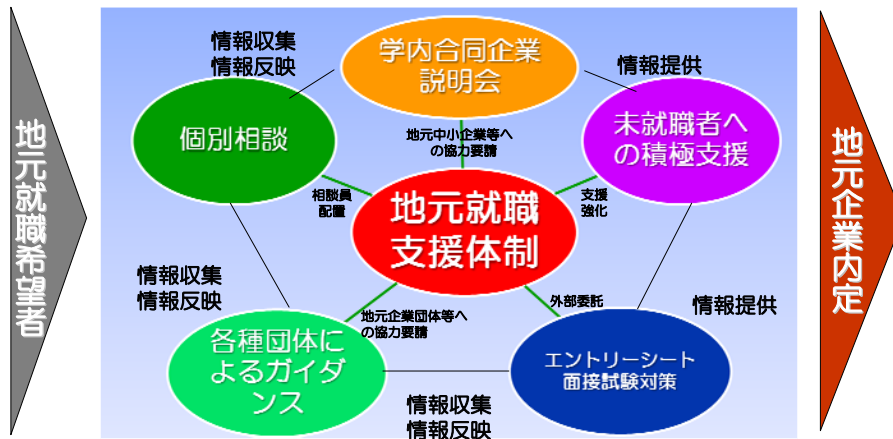 地元就職希望者
情報収集
情報反映
学内合同企業
説明会
情報提供
個別相談
地元中小企業等へ
の協力要請
未就職者へ
の積極支援
相談員
配置
地元就職
支援体制
支援
強化
情報収集
情報反映
地元企業団体等へ
の協力要請
外部委託
情報提供
各種団体に
よるガイダ
ンス
エントリーシート
面接試験対策
情報収集
情報反映
地元企業内定